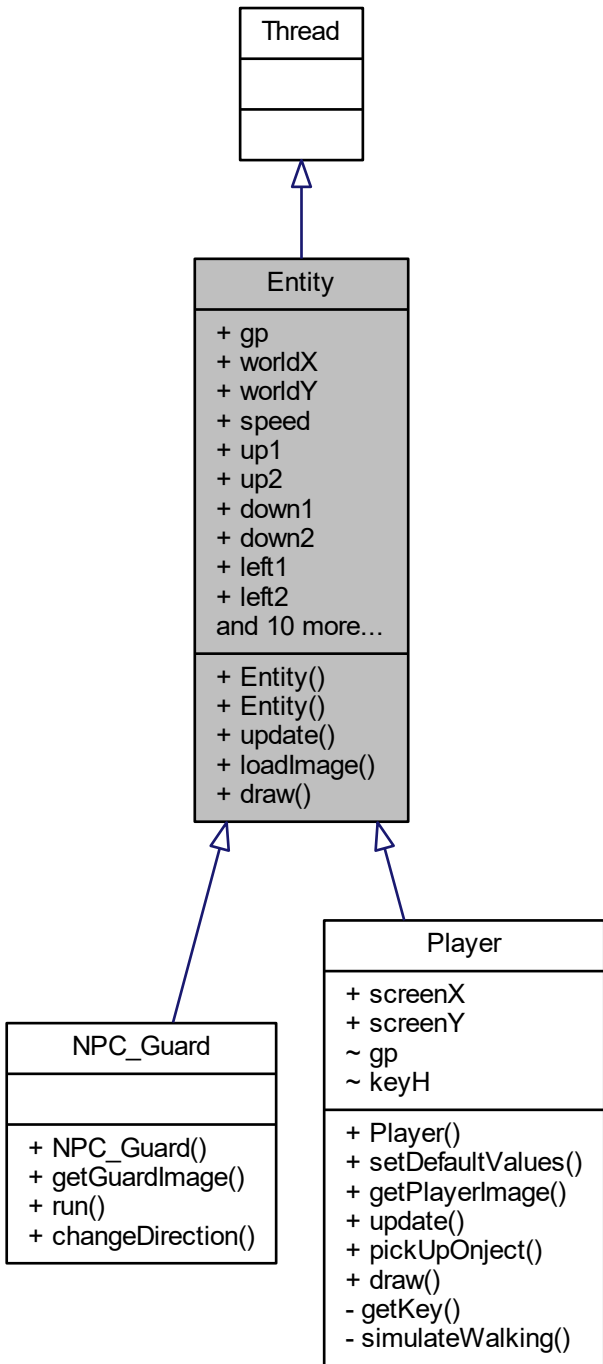 Thread
Entity
+ gp
+ worldX
+ worldY
+ speed
+ up1
+ up2
+ down1
+ down2
+ left1
+ left2
and 10 more...
+ Entity()
+ Entity()
+ update()
+ loadImage()
+ draw()
NPC_Guard
+ NPC_Guard()
+ getGuardImage()
+ run()
+ changeDirection()
Player
+ screenX
+ screenY
~ gp
~ keyH
+ Player()
+ setDefaultValues()
+ getPlayerImage()
+ update()
+ pickUpOnject()
+ draw()
- getKey()
- simulateWalking()